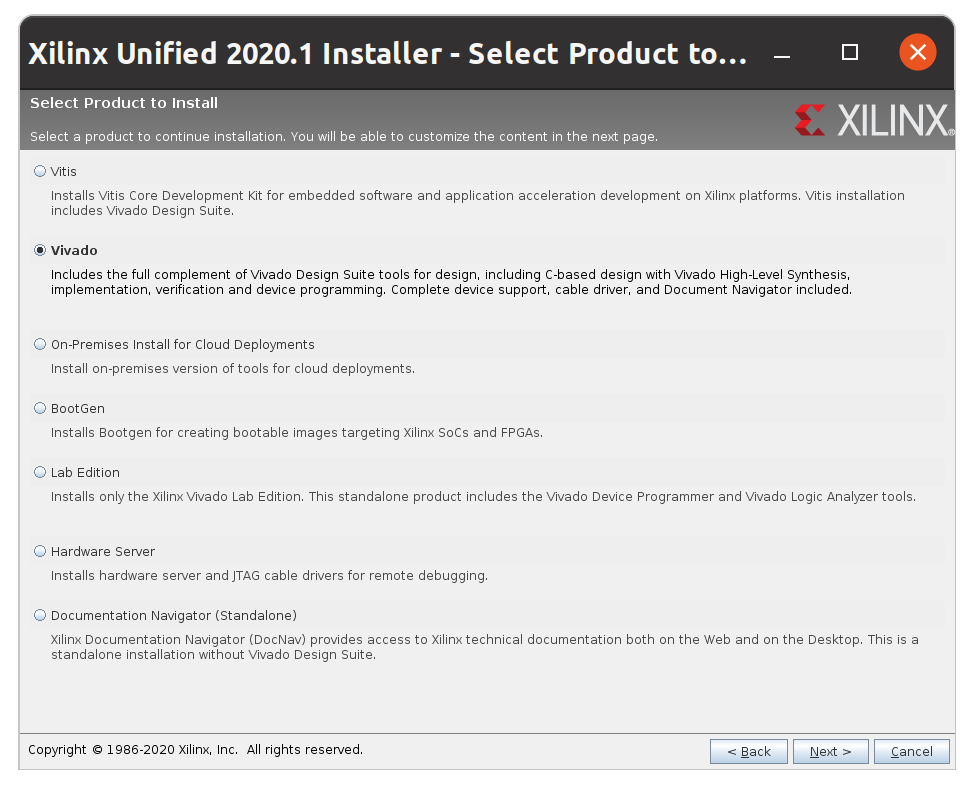 Xilinx Unified 2020.1 Installer - Select Product to...
Select Product to Install
Select a product to continue installation. You will be able to customize the content in the next page.
XILINX®
Vitis
Installs Vitis Core Development Kit for embedded software and application acceleration development on Xilinx platforms. Vitis installation
includes Vivado Design Suite.
Vivado
Includes the full complement of Vivado Design Suite tools for design, including C-based design with Vivado High-Level Synthesis,
implementation, verification and device programming. Complete device support, cable driver, and Document Navigator included.
On-Premises Install for Cloud Deployments
Install on-premises version of tools for cloud deployments.
BootGen
Installs Bootgen for creating bootable images targeting Xilinx SoCs and FPGAs.
Lab Edition
Installs only the Xilinx Vivado Lab Edition. This standalone product includes the Vivado Device Programmer and Vivado Logic Analyzer tools.
Hardware Server
Installs hardware server and JTAG cable drivers for remote debugging.
Documentation Navigator (Standalone)
Xilinx Documentation Navigator (DocNav) provides access to Xilinx technical documentation both on the Web and on the Desktop. This is a
standalone installation without Vivado Design Suite.
Copyright © 1986-2020 Xilinx, Inc. All rights reserved.
< Back
Next >
Cancel